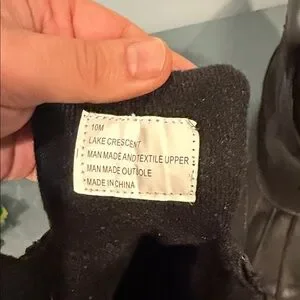 10M
LAKE CRESCENT
MAN MADE AND TEXTILE UPPER
MAN MADE OUTSOLE
MADE IN CHINA